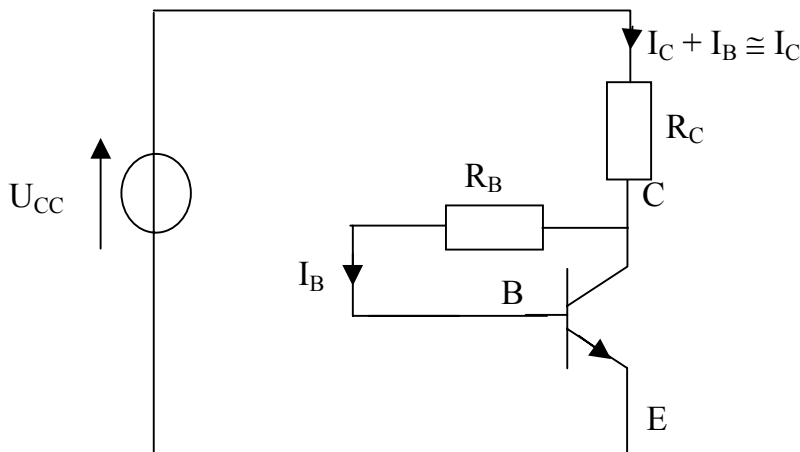 I_C + I_B ≅ I_C
R_C
U_CC
R_B
C
I_B
B
E